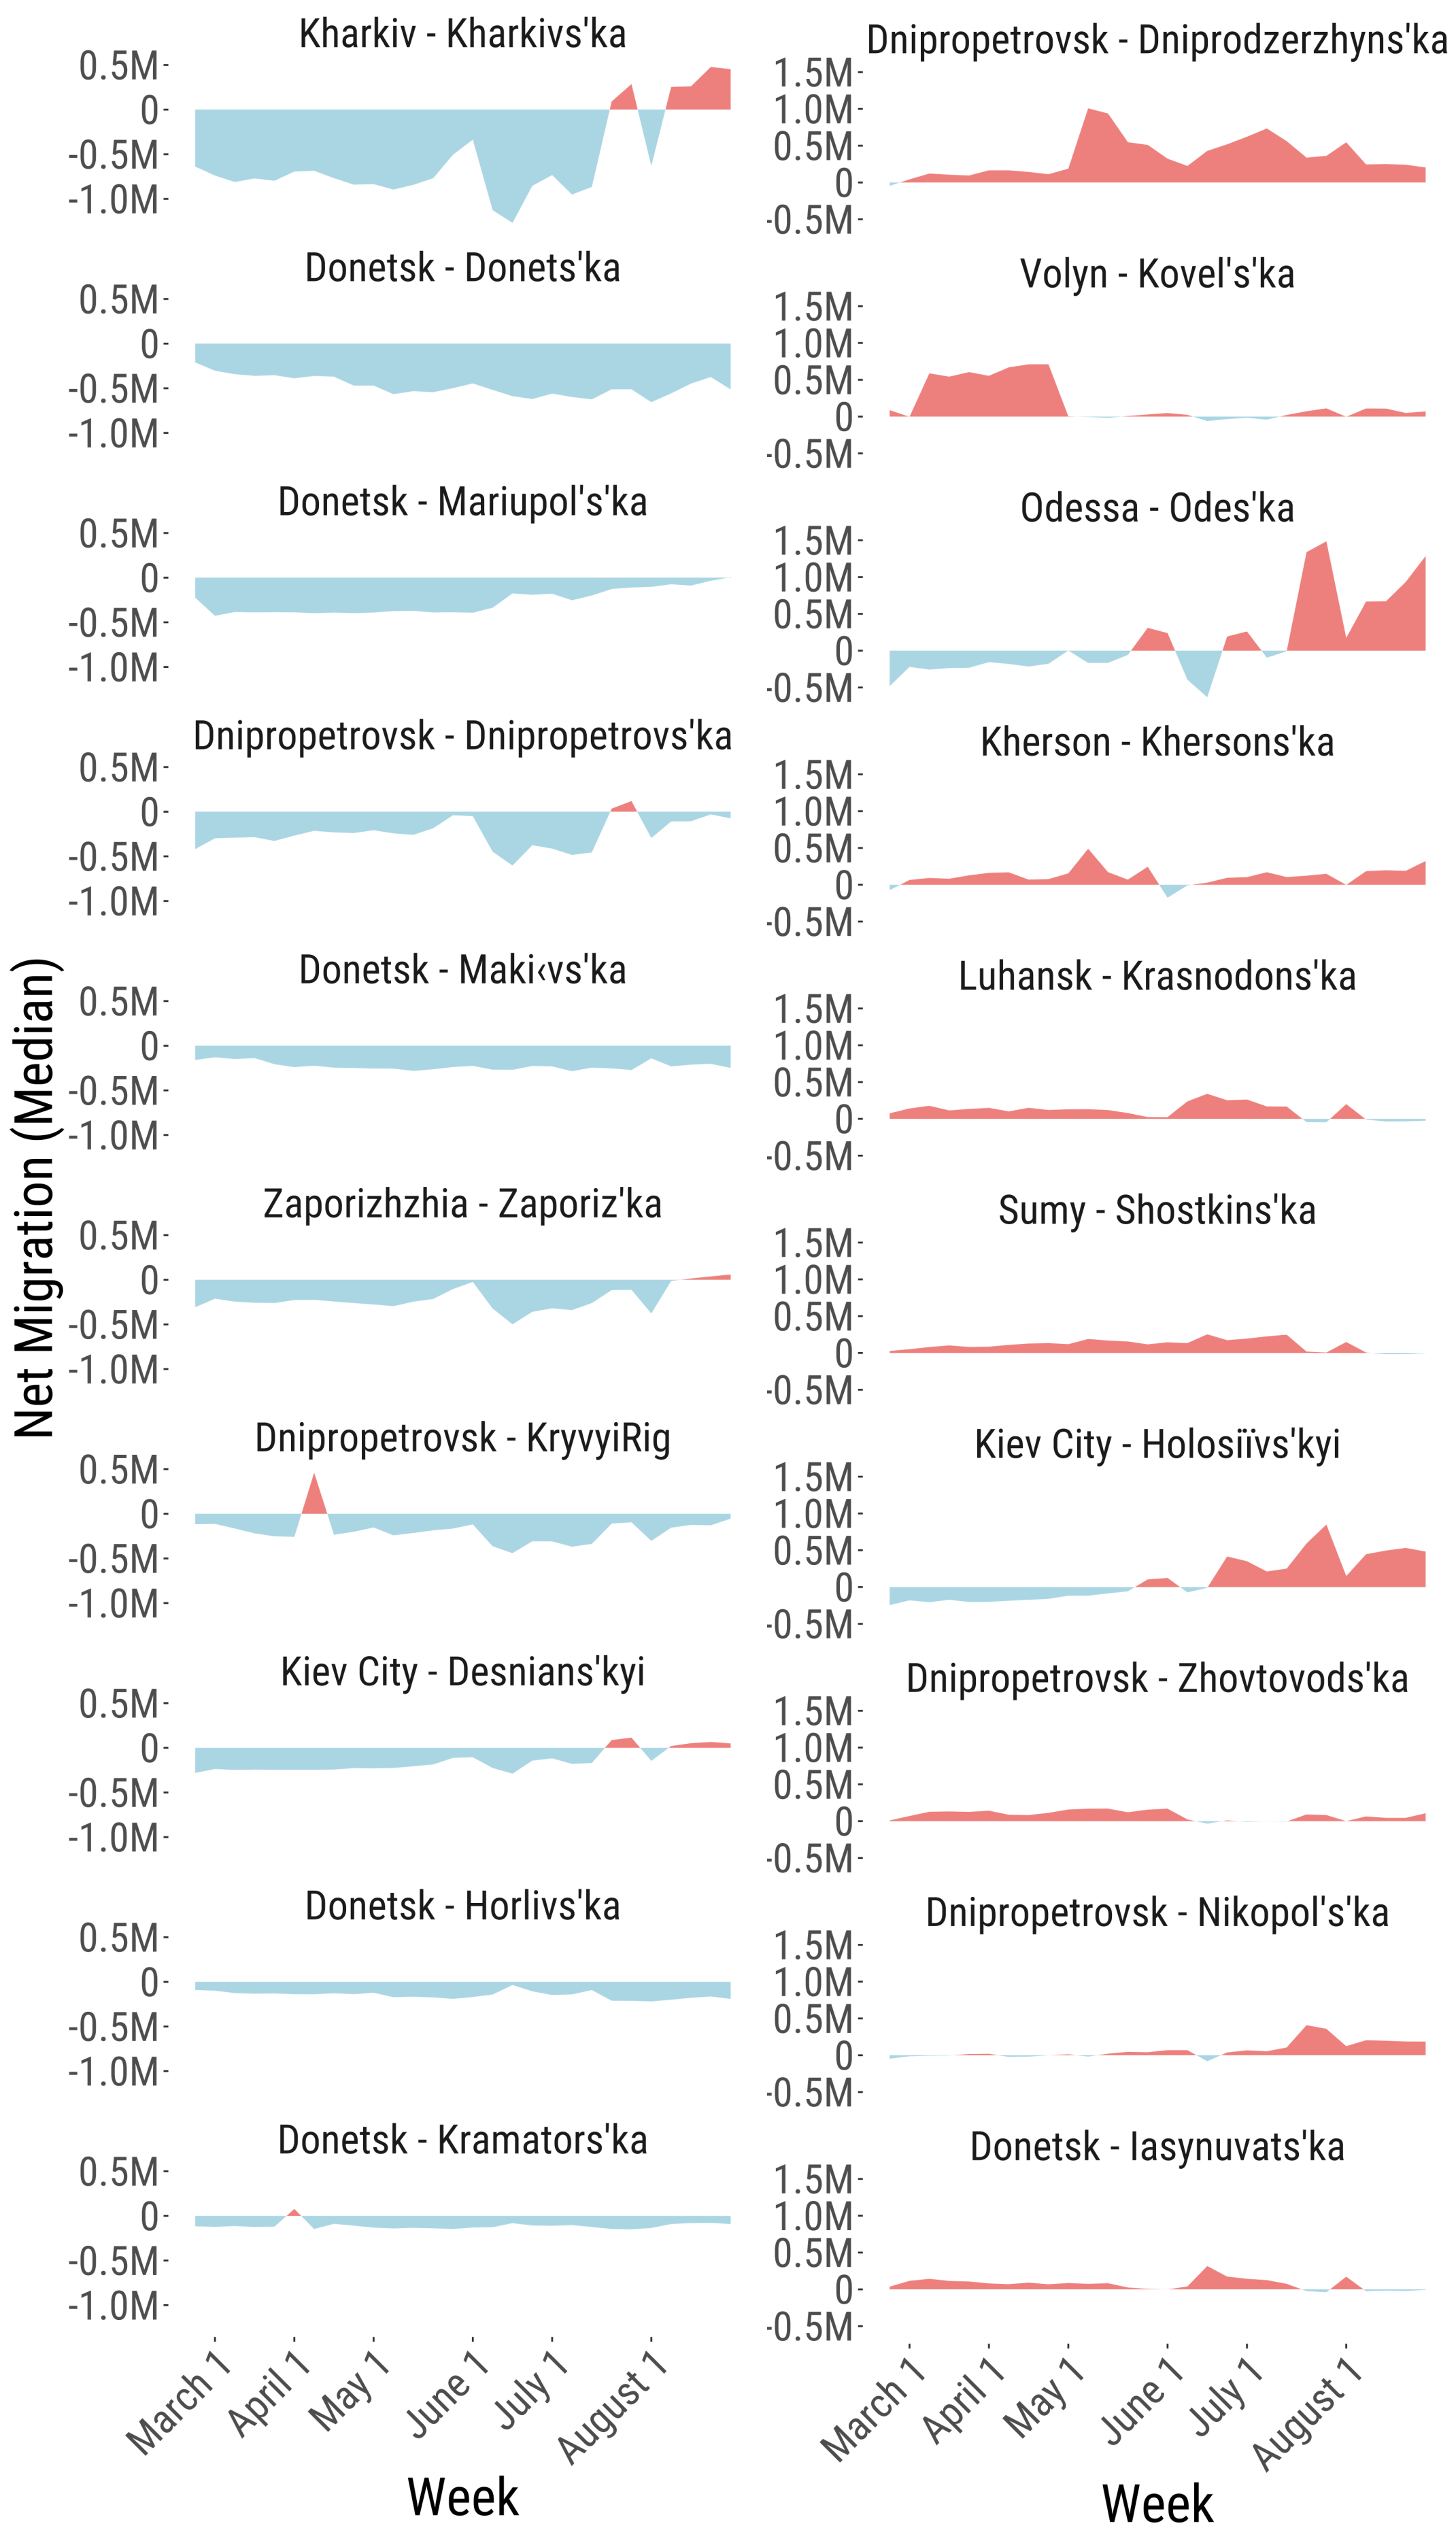 Net Migration (Median)
Kharkiv - Kharkivs'ka
0.5M
0
-0.5M
-1.0M
Donetsk - Donets'ka
0.5M
0
-0.5M
-1.0M
Donetsk - Mariupol's'ka
0.5M
0
-0.5M
-1.0M
Dnipropetrovsk - Dnipropetrovs'ka
0.5M
0
-0.5M
-1.0M
Donetsk - Maki‹vs'ka
0.5M
0
-0.5M
-1.0M
Zaporizhzhia - Zaporiz'ka
0.5M
0
-0.5M
-1.0M
Dnipropetrovsk - KryvyiRig
0.5M
0
-0.5M
-1.0M
Kiev City - Desnians'kyi
0.5M
0
-0.5M
-1.0M
Donetsk - Horlivs'ka
0.5M
0
-0.5M
-1.0M
Donetsk - Kramators'ka
0.5M
0
-0.5M
-1.0M
March 1
April 1
May 1
June 1
July 1
August 1
Week
Dnipropetrovsk - Dniprodzerzhyns'ka
1.5M
1.0M
0.5M
0
-0.5M
Volyn - Kovel's'ka
1.5M
1.0M
0.5M
0
-0.5M
Odessa - Odes'ka
1.5M
1.0M
0.5M
0
-0.5M
Kherson - Khersons'ka
1.5M
1.0M
0.5M
0
-0.5M
Luhansk - Krasnodons'ka
1.5M
1.0M
0.5M
0
-0.5M
Sumy - Shostkins'ka
1.5M
1.0M
0.5M
0
-0.5M
Kiev City - Holosiïvs'kyi
1.5M
1.0M
0.5M
0
-0.5M
Dnipropetrovsk - Zhovtovods'ka
1.5M
1.0M
0.5M
0
-0.5M
Dnipropetrovsk - Nikopol's'ka
1.5M
1.0M
0.5M
0
-0.5M
Donetsk - Iasynuvats'ka
1.5M
1.0M
0.5M
0
-0.5M
March 1
April 1
May 1
June 1
July 1
August 1
Week